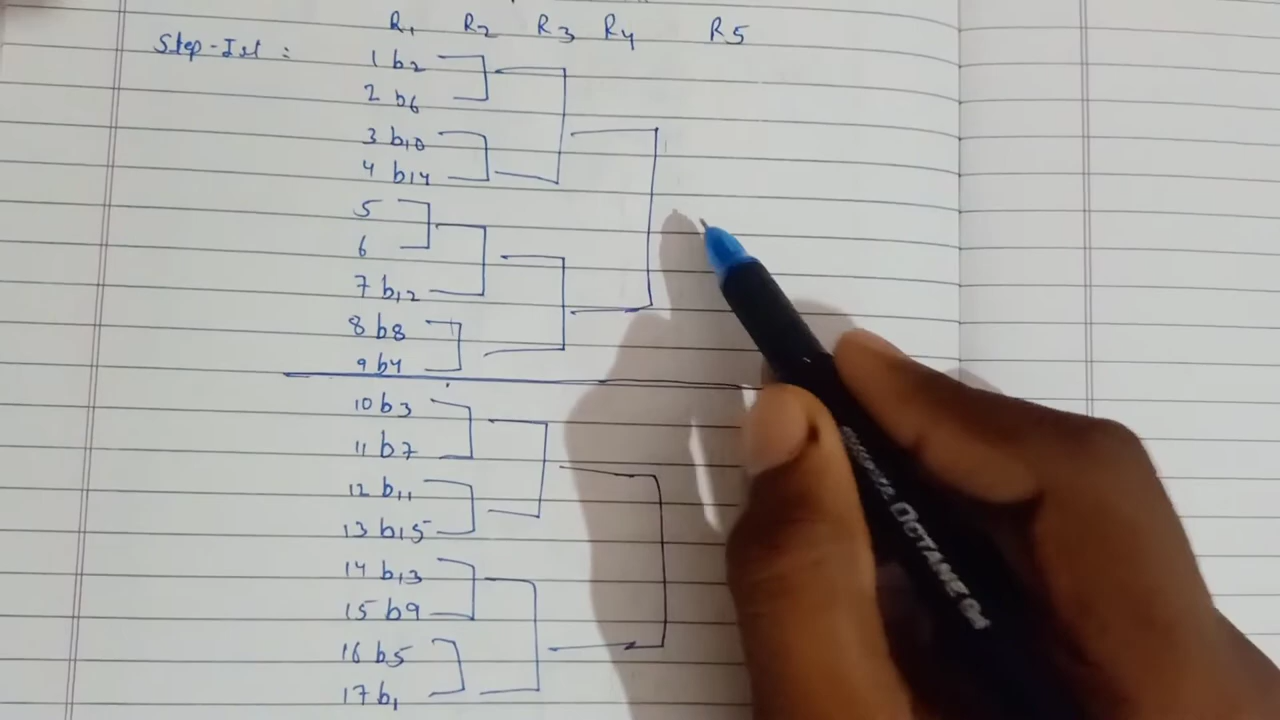 R1 R2 R3 R4 R5
Step-Ist :
1 b2
2 b6
3 b10
4 b14
5
6
7 b12
8 b8
9 b4
10 b3
11 b7
12 b11
13 b15
14 b13
15 b9
16 b5
17 b1
OCTANE